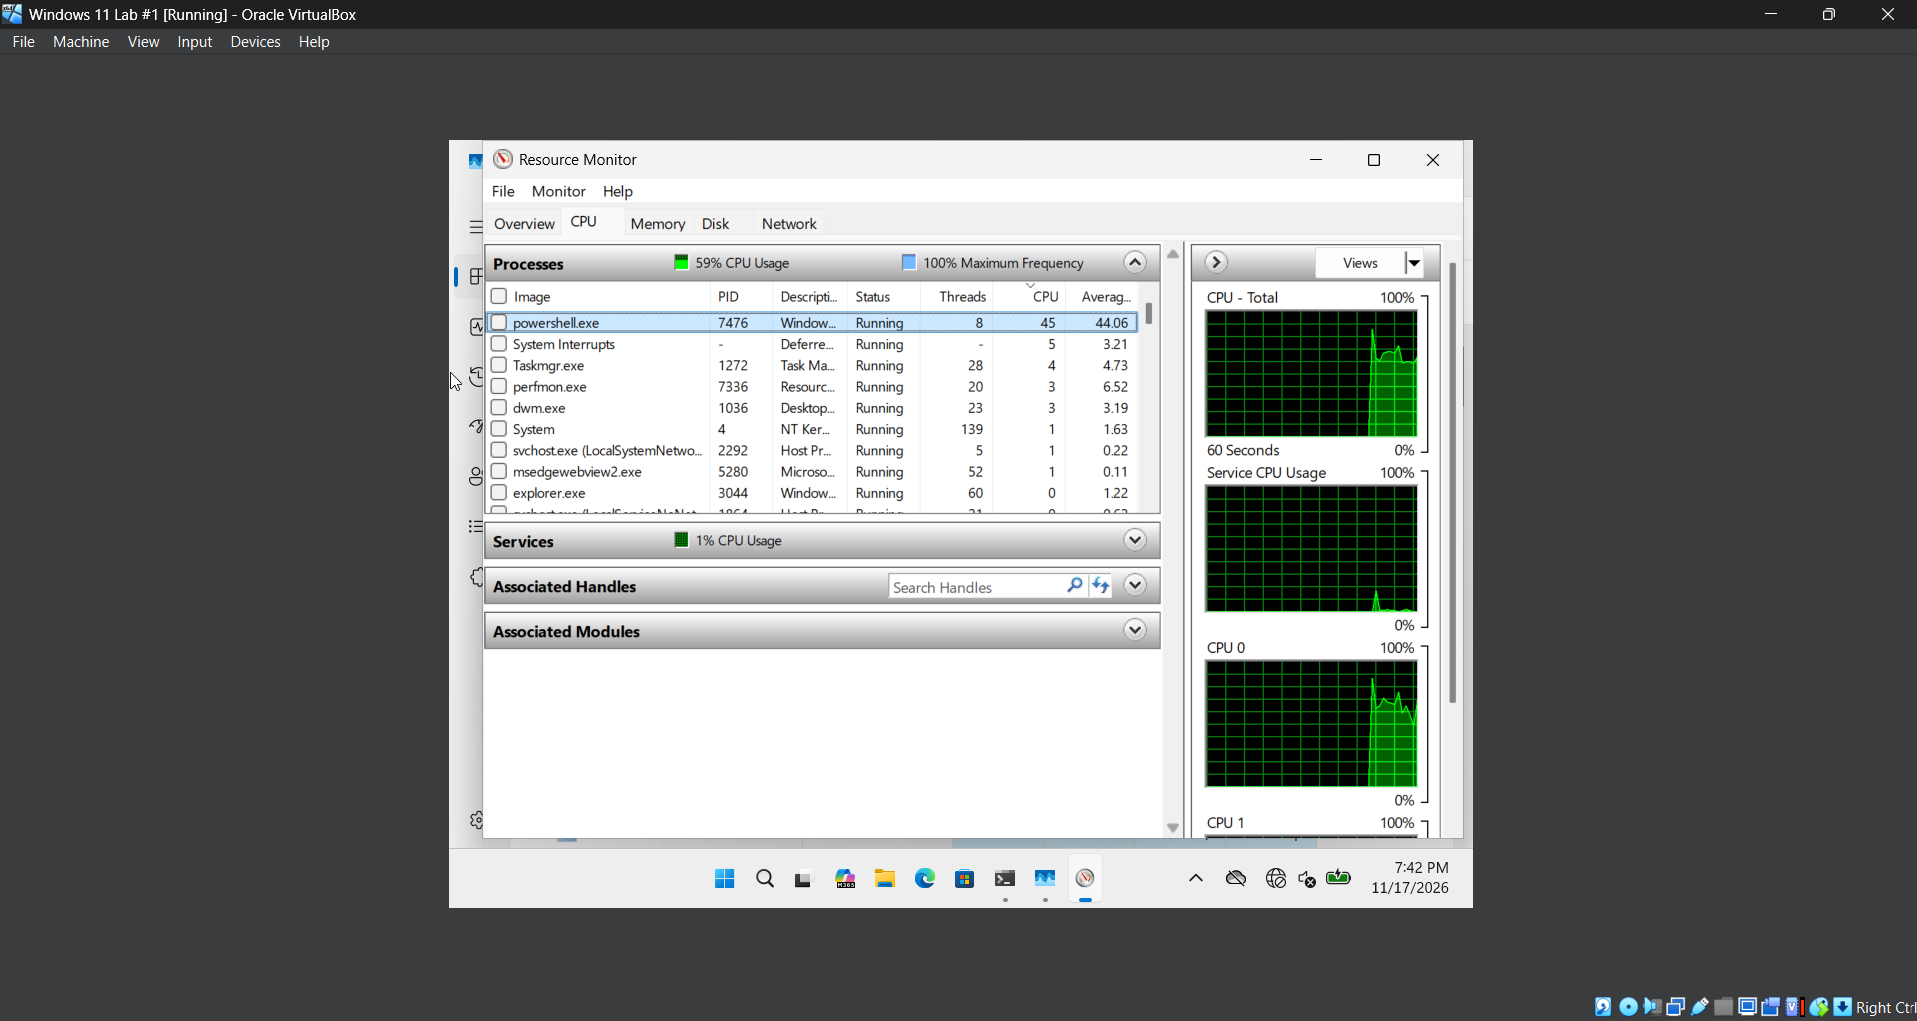 Windows 11 Lab #1 [Running] - Oracle VirtualBox
File Machine View Input Devices Help
Resource Monitor
File Monitor Help
Overview CPU Memory Disk Network
Processes 59% CPU Usage 100% Maximum Frequency
Image PID Descripti... Status Threads CPU Averag...
powershell.exe 7476 Window... Running 8 45 44.06
System Interrupts - Deferre... Running - 5 3.21
Taskmgr.exe 1272 Task Ma... Running 28 4 4.73
perfmon.exe 7336 Resourc... Running 20 3 6.52
dwm.exe 1036 Desktop... Running 23 3 3.19
System 4 NT Ker... Running 139 1 1.63
svchost.exe (LocalSystemNetwo... 2292 Host Pr... Running 5 1 0.22
msedgewebview2.exe 5280 Microso... Running 52 1 0.11
explorer.exe 3044 Window... Running 60 0 1.22
Services 1% CPU Usage
Associated Handles Search Handles
Associated Modules
Views
CPU - Total 100%
60 Seconds 0%
Service CPU Usage 100%
0%
CPU 0 100%
0%
CPU 1 100%
M365
7:42 PM
11/17/2026
Right Ctrl